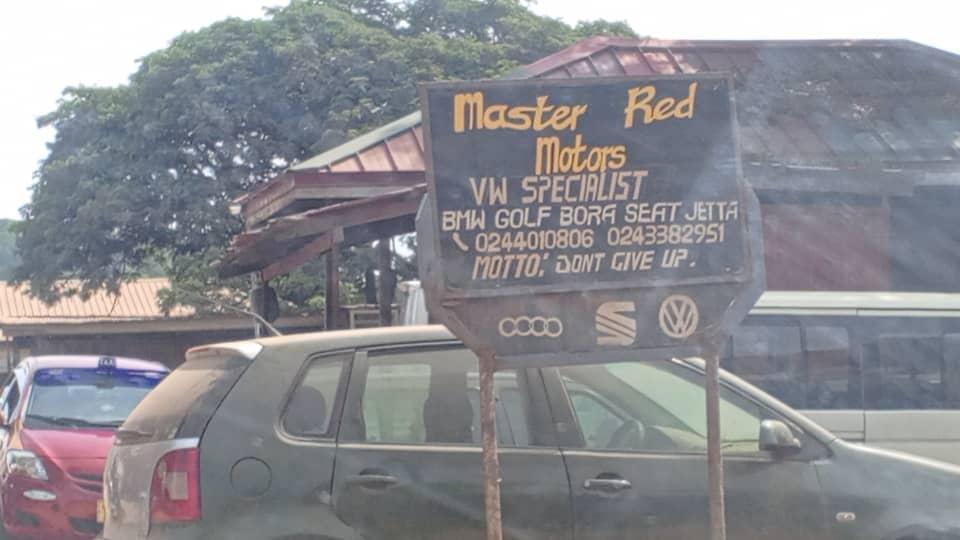 Master Red
Motors
VW SPECIALIST
BMW GOLF BORA SEAT JETTA
0244010806 0243382951
MOTTO: DONT GIVE UP.